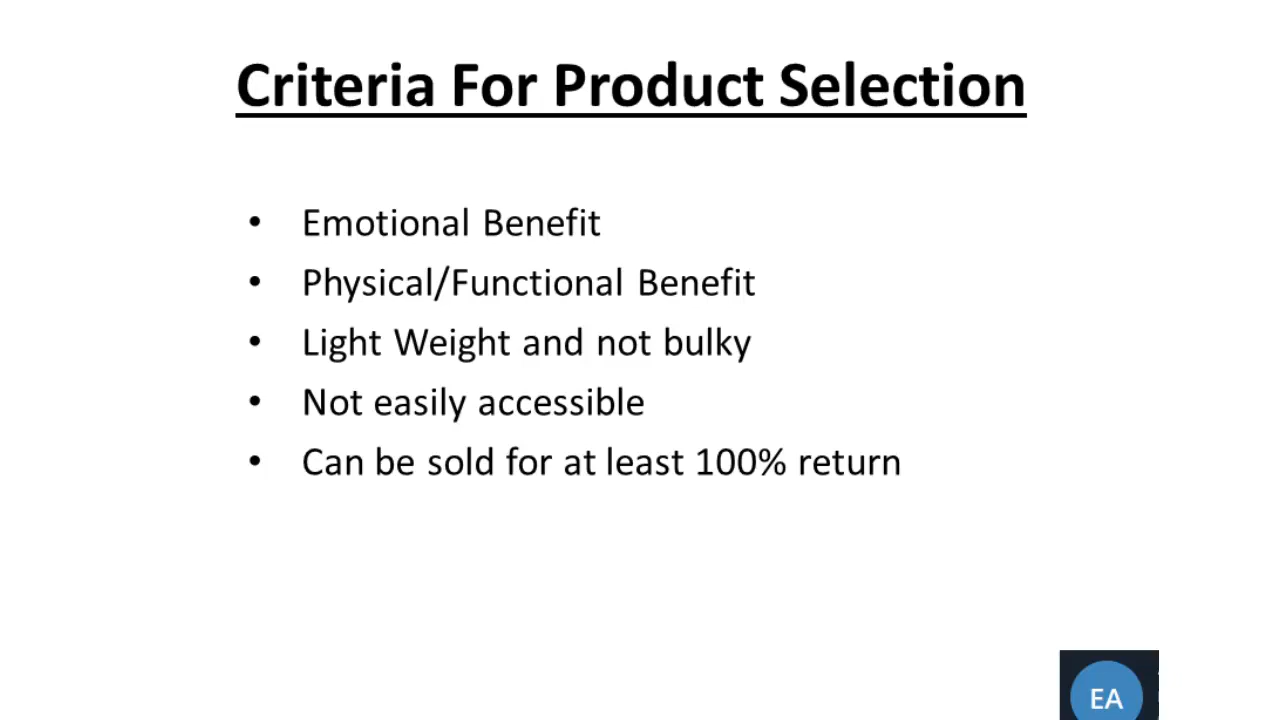 Criteria For Product Selection
• Emotional Benefit
• Physical/Functional Benefit
• Light Weight and not bulky
• Not easily accessible
• Can be sold for at least 100% return
EA